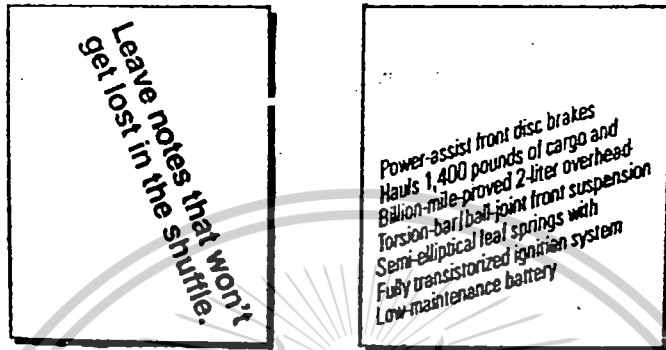 Leave notes that won't
get lost in the shuffle.
Power-assist front disc brakes
Hauls 1,400 pounds of cargo and
Billion-mile-proved 2-liter overhead
Torsion-bar/ball-joint front suspension
Semi-elliptical leaf springs with
Fully transistorized ignition system
Low-maintenance battery